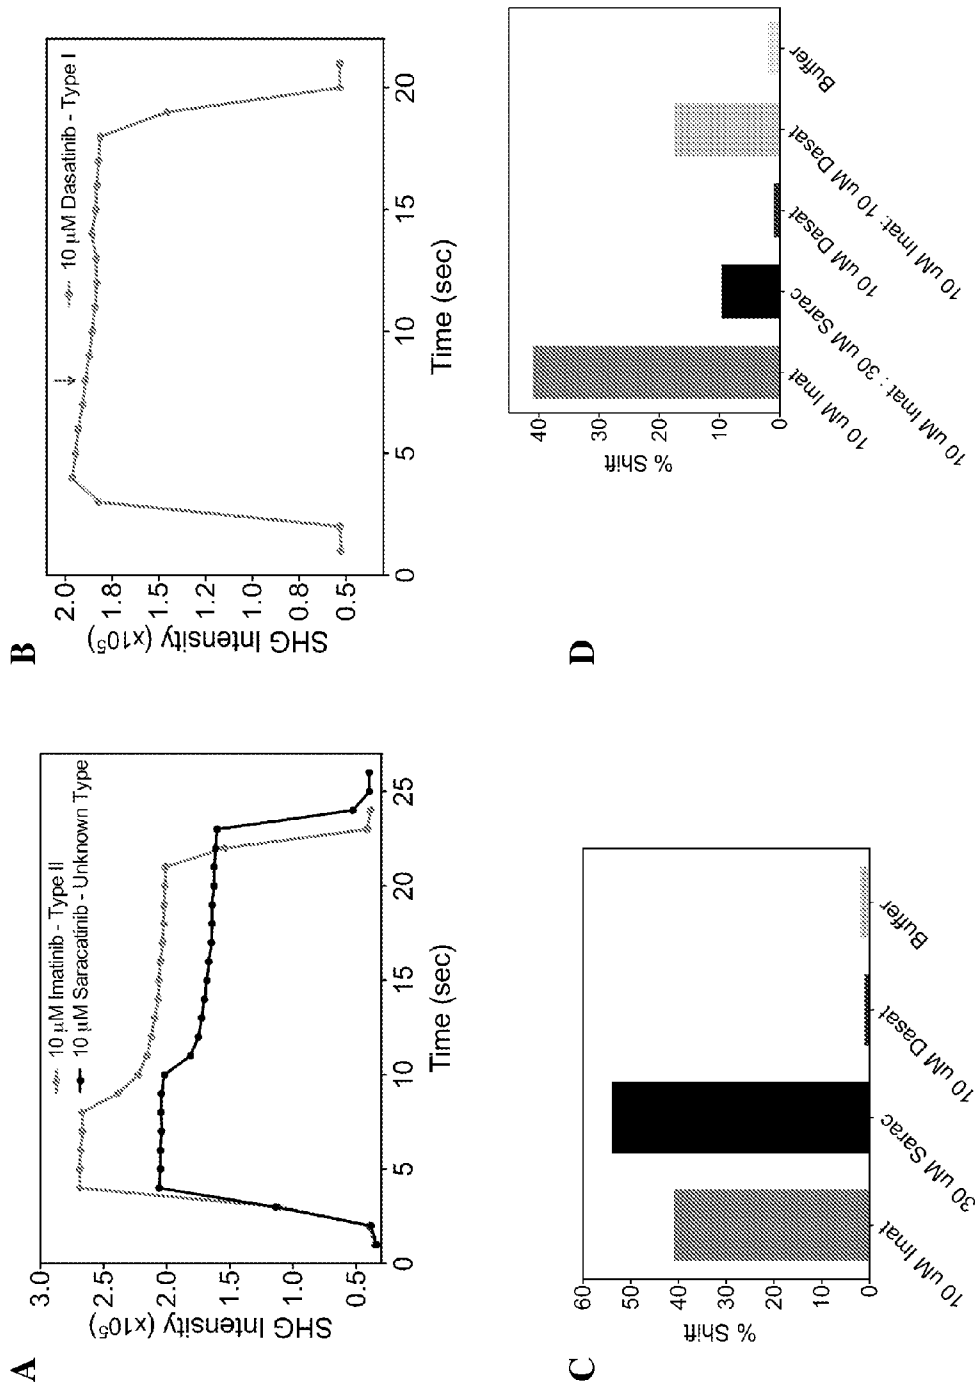 A
SHG Intensity (x10⁵)
3.0
2.5
2.0
1.5
1.0
0.5
10 μM Imatinib - Type II
10 μM Saracatinib - Unknown Type
0
5
10
15
20
25
Time (sec)
B
SHG Intensity (x10⁵)
2.0
1.8
1.5
1.2
1.0
0.8
0.5
10 μM Dasatinib - Type I
0
5
10
15
20
Time (sec)
C
% Shift
60
50
40
30
20
10
0
10 uM Imat
30 uM Sarac
10 uM Dasat
Buffer
D
% Shift
40
30
20
10
0
10 uM Imat
10 uM Imat : 30 uM Sarac
10 uM Dasat
10 uM Imat: 10 uM Dasat
Buffer